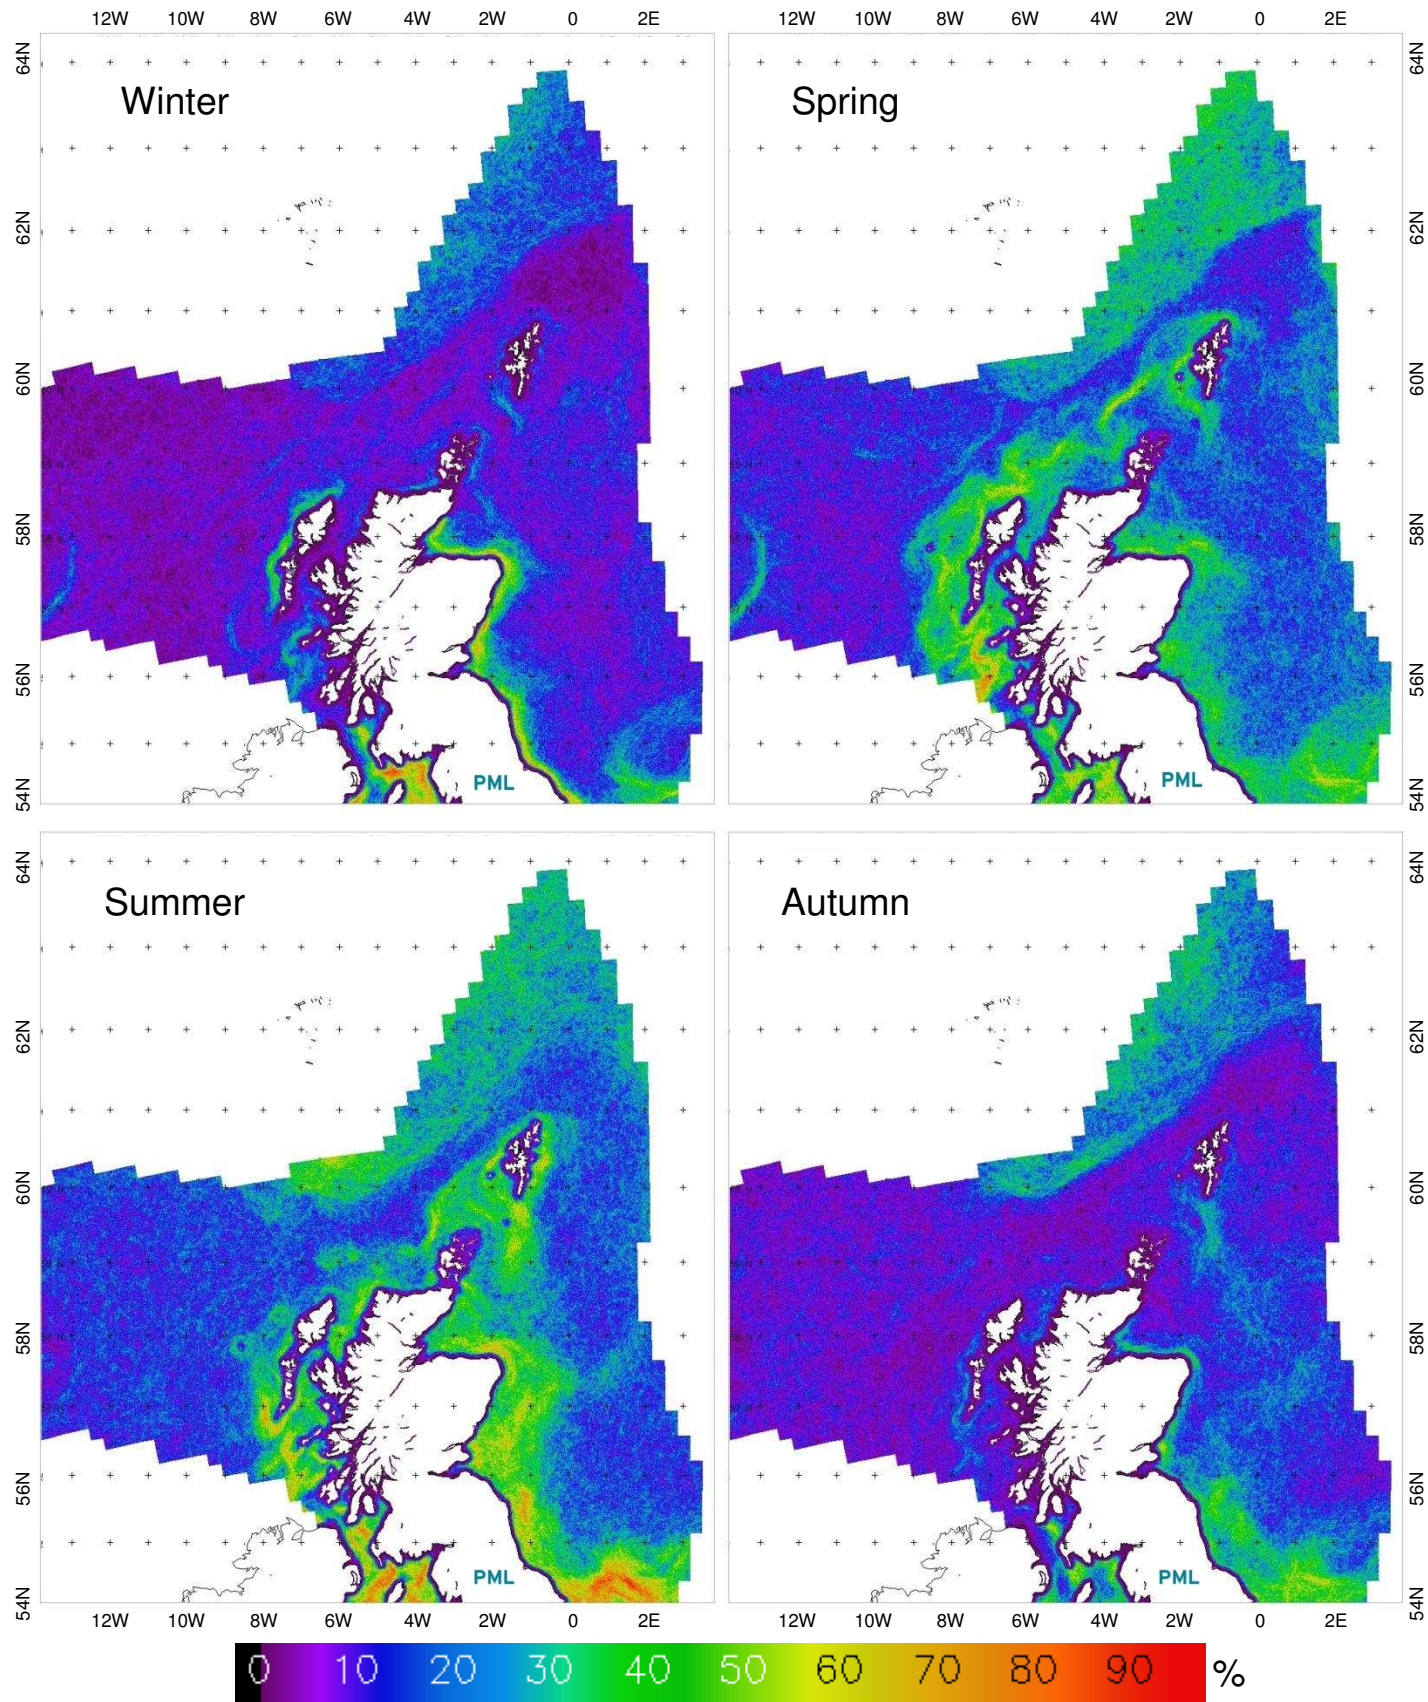 12W 10W 8W 6W 4W 2W 0 2E 12W 10W 8W 6W 4W 2W 0 2E
64N 64N
Winter Spring
62N 62N
60N 60N
58N 58N
56N 56N
PML PML
54N 54N
64N 64N
Summer Autumn
62N 62N
60N 60N
58N 58N
56N 56N
PML PML
54N 54N
12W 10W 8W 6W 4W 2W 0 2E 12W 10W 8W 6W 4W 2W 0 2E
0 10 20 30 40 50 60 70 80 90 %